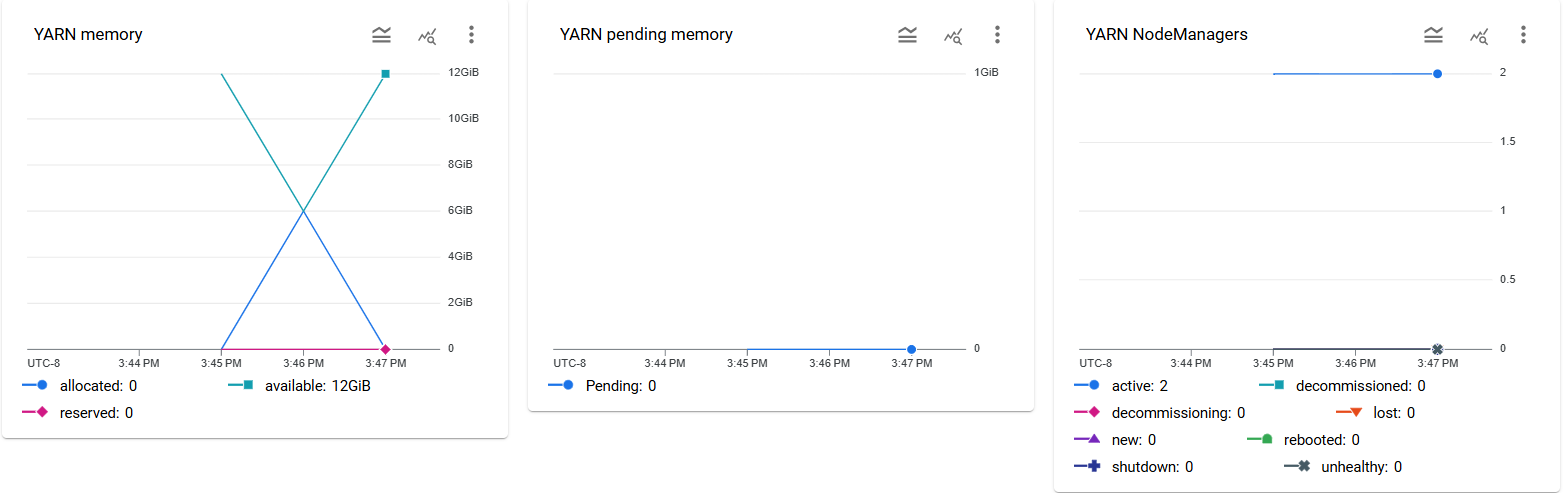 YARN memory
12GiB
10GiB
8GiB
6GiB
4GiB
2GiB
0
UTC-8 3:44 PM 3:45 PM 3:46 PM 3:47 PM
allocated: 0 available: 12GiB
reserved: 0
YARN pending memory
1GiB
0
UTC-8 3:44 PM 3:45 PM 3:46 PM 3:47 PM
Pending: 0
YARN NodeManagers
2
1.5
1
0.5
0
UTC-8 3:44 PM 3:45 PM 3:46 PM 3:47 PM
active: 2 decommissioned: 0
decommissioning: 0 lost: 0
new: 0 rebooted: 0
shutdown: 0 unhealthy: 0